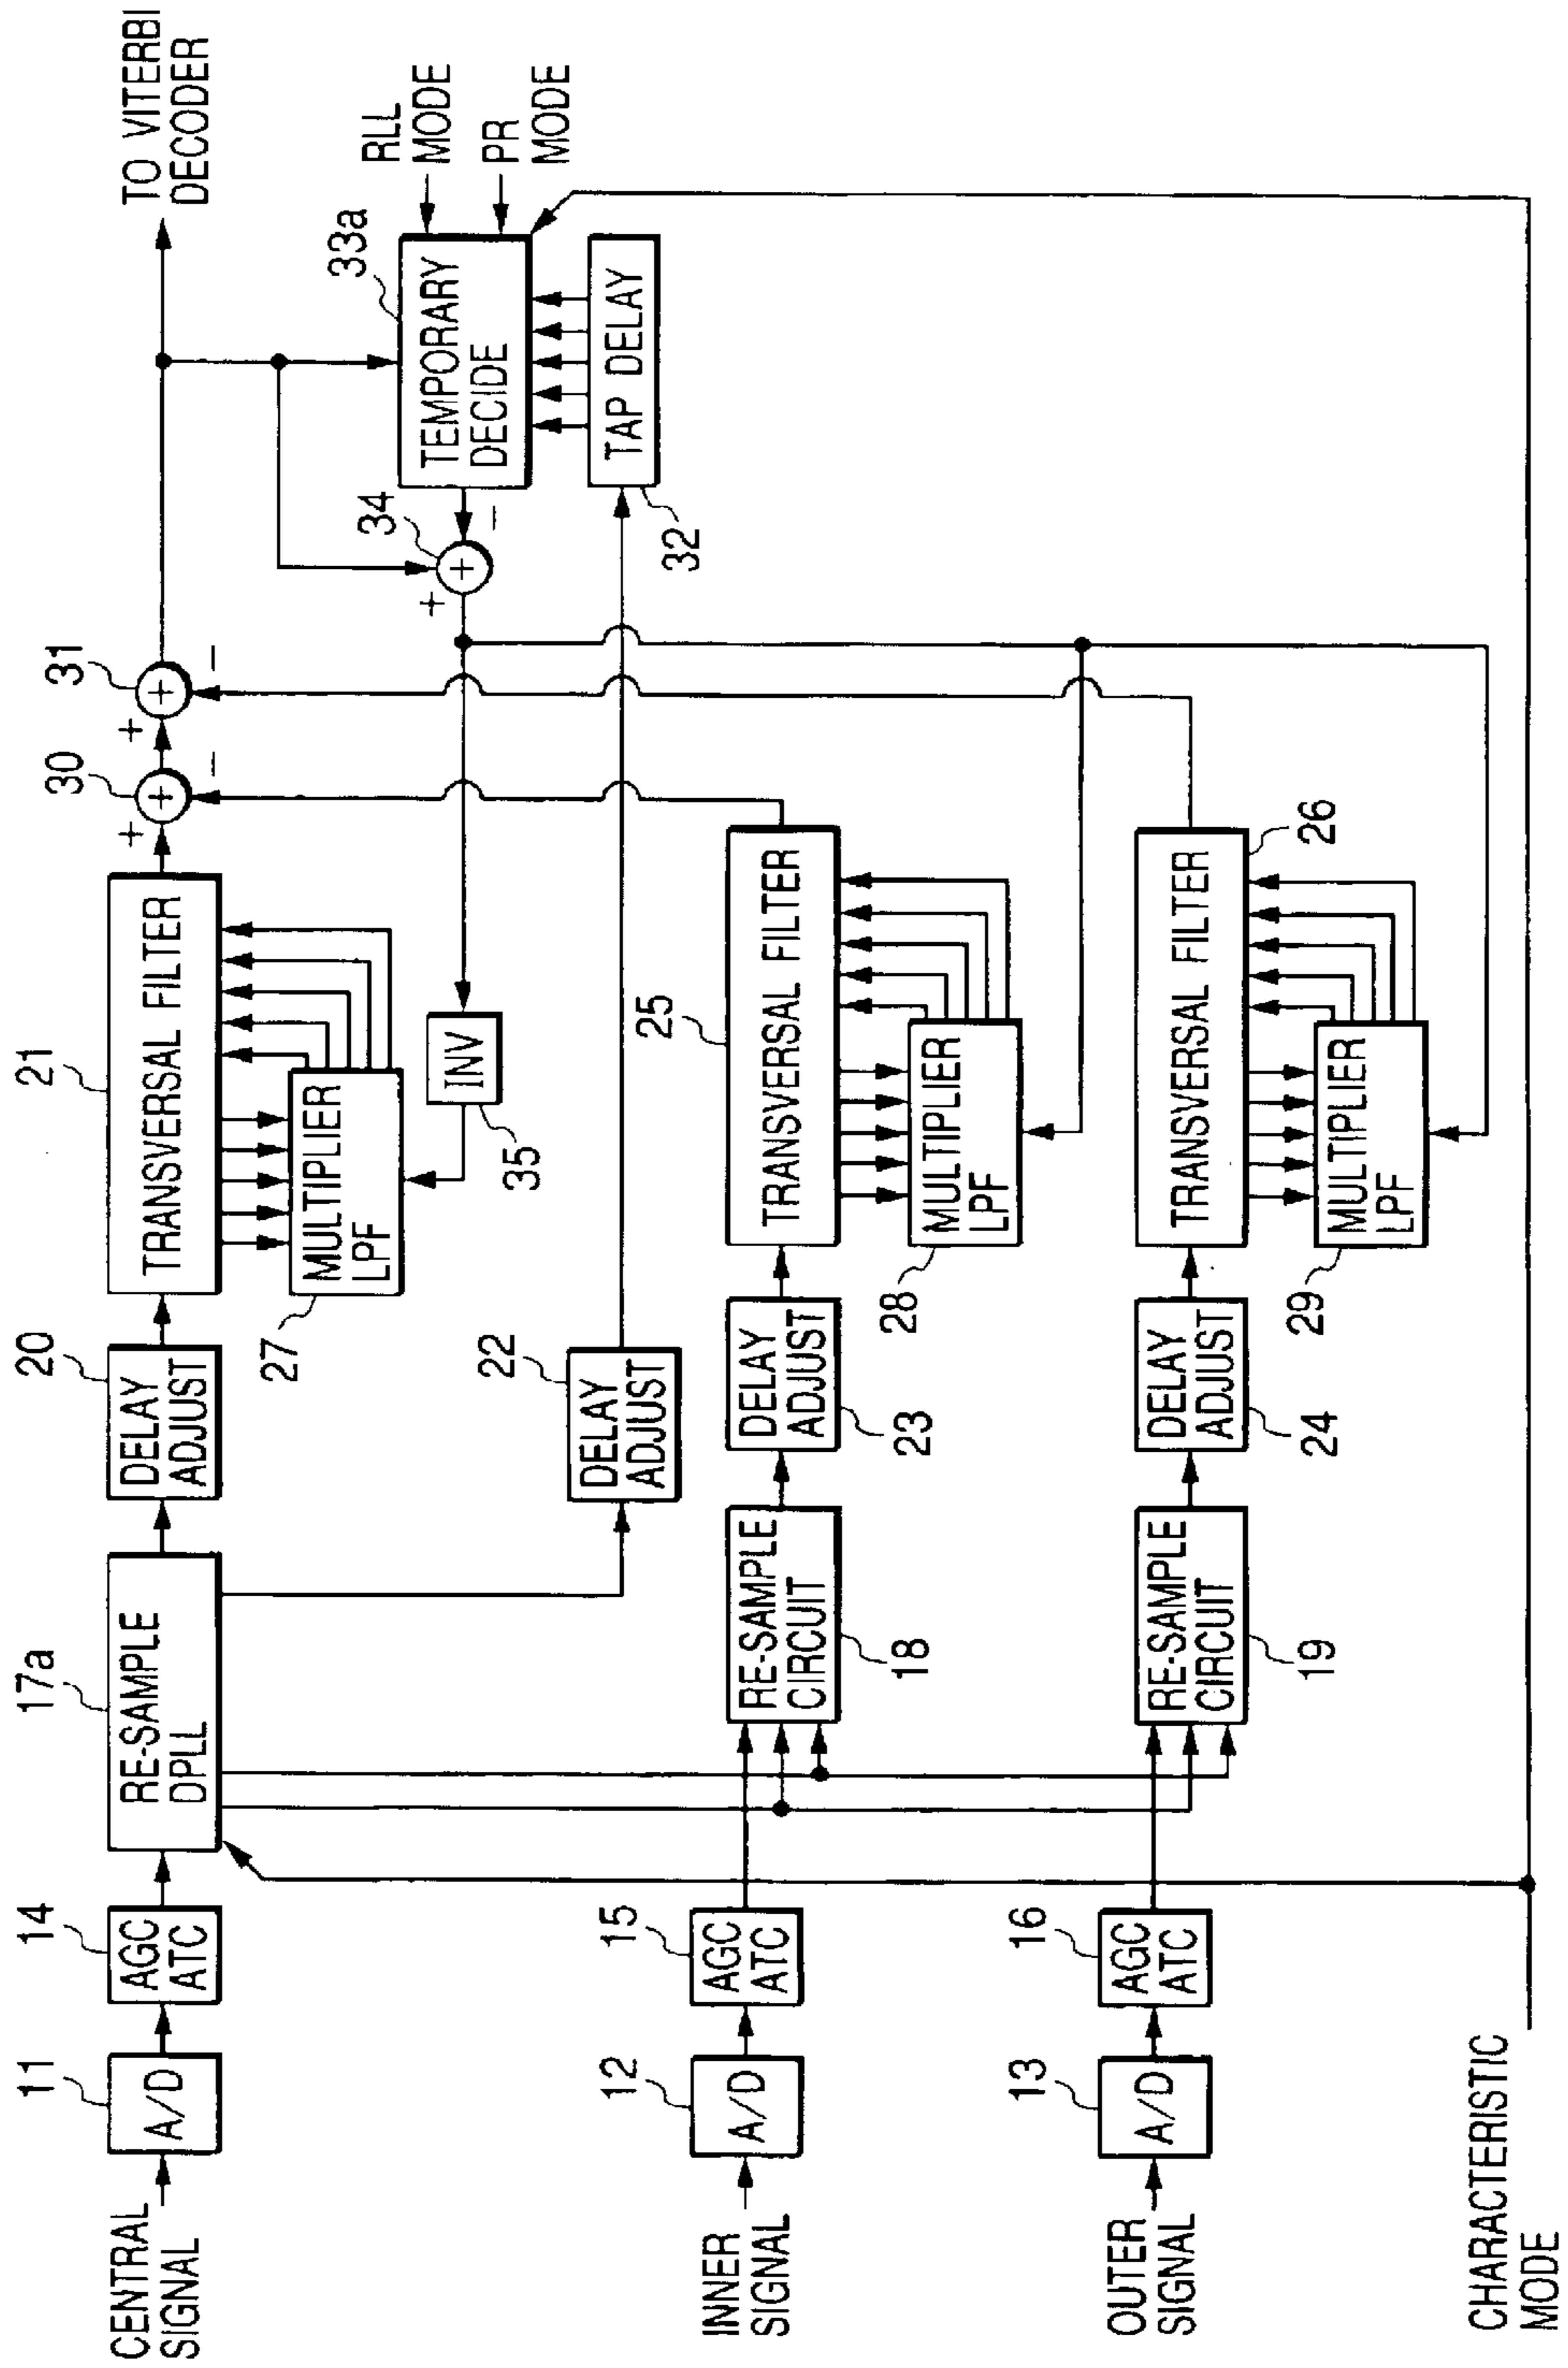 CENTRAL
SIGNAL
11
A/D
14
AGC
ATC
17a
RE-SAMPLE
DPLL
20
DELAY
ADJUST
21
TRANSVERSAL FILTER
27
MULTIPLIER
LPF
30
+
+
−
31
+
+
−
TO VITERBI
DECODER
35
INV
34
+
+
−
33a
TEMPORARY
DECIDE
RLL
MODE
PR
MODE
22
DELAY
ADJUST
32
TAP DELAY
INNER
SIGNAL
12
A/D
15
AGC
ATC
RE-SAMPLE
CIRCUIT
18
DELAY
ADJUST
23
25
TRANSVERSAL FILTER
MULTIPLIER
LPF
28
OUTER
SIGNAL
13
A/D
16
AGC
ATC
RE-SAMPLE
CIRCUIT
19
DELAY
ADJUST
24
TRANSVERSAL FILTER
26
MULTIPLIER
LPF
29
CHARACTERISTIC
MODE